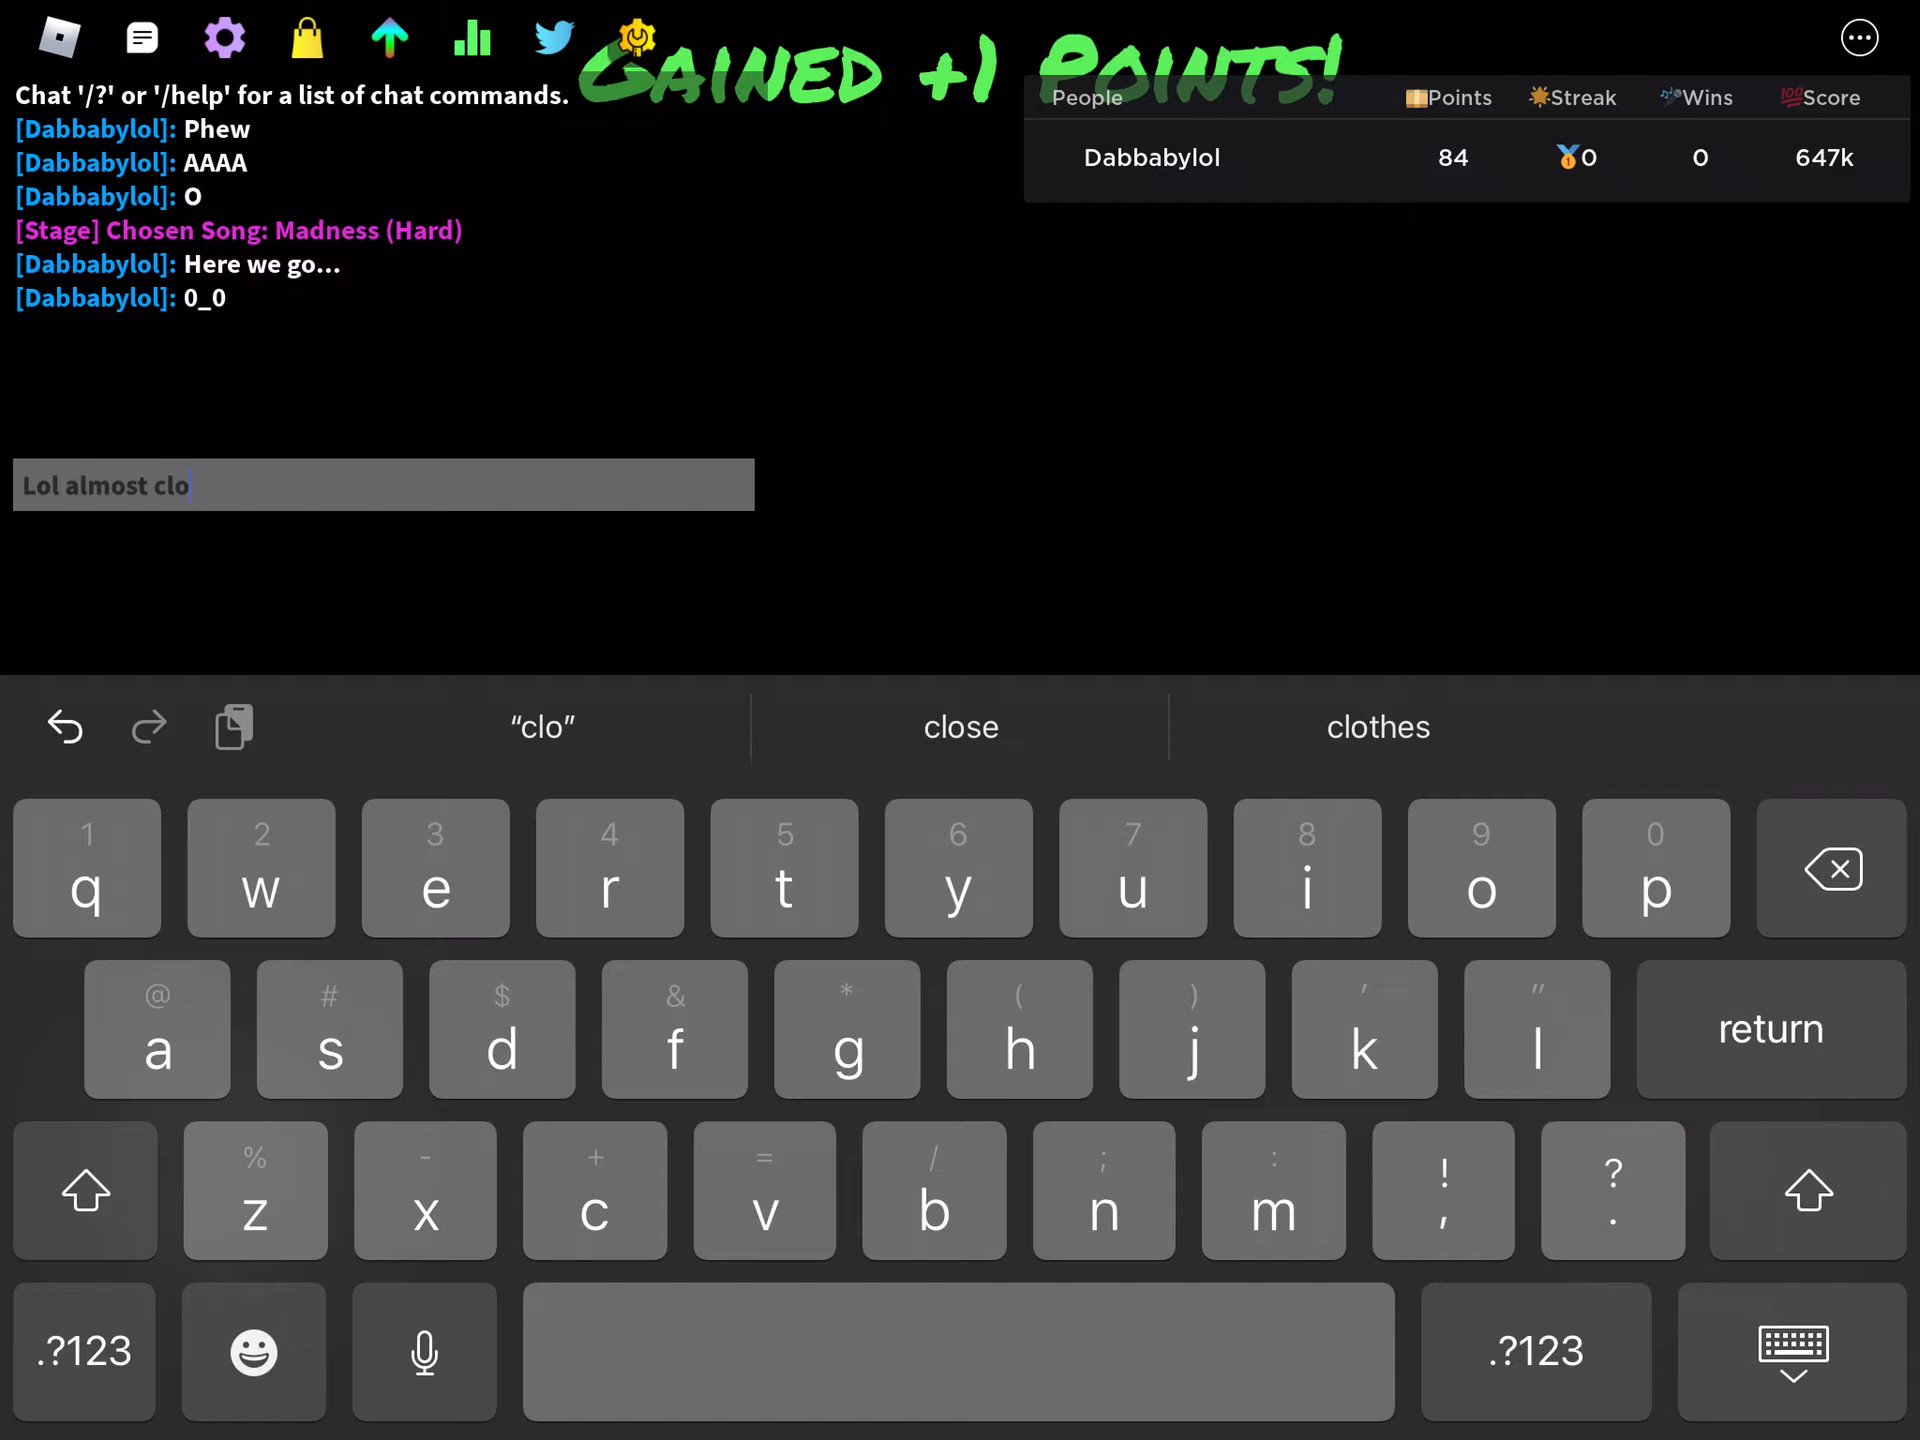 Gained +1 Points!
Chat '/?' or '/help' for a list of chat commands.
[Dabbabylol]: Phew
[Dabbabylol]: AAAA
[Dabbabylol]: O
[Stage] Chosen Song: Madness (Hard)
[Dabbabylol]: Here we go...
[Dabbabylol]: 0_0
People 💴Points 🌟Streak 🎤Wins 💯Score
Dabbabylol 84 🥇0 0 647k
Lol almost clo
“clo” close clothes
1 2 3 4 5 6 7 8 9 0
q w e r t y u i o p
@ # $ & * ( ) ' "
a s d f g h j k l return
% - + = / ; : ! ?
z x c v b n m , .
.?123 .?123